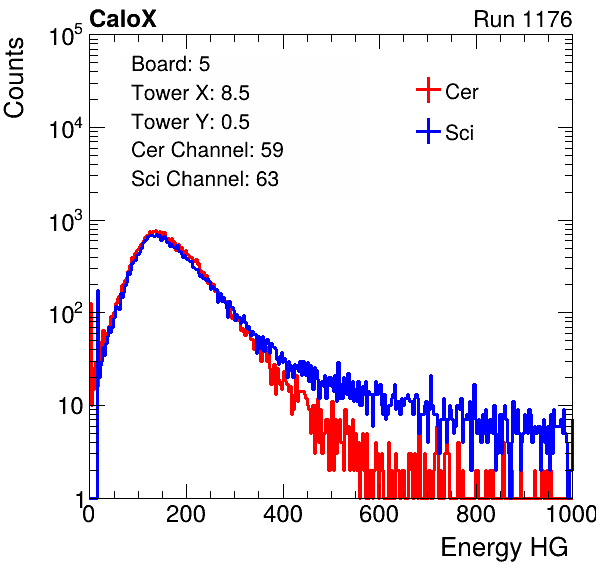 CaloX Run 1176
Counts
10^5
10^4
10^3
10^2
10
1
Board: 5
Tower X: 8.5
Tower Y: 0.5
Cer Channel: 59
Sci Channel: 63
Cer
Sci
0 200 400 600 800 1000
Energy HG